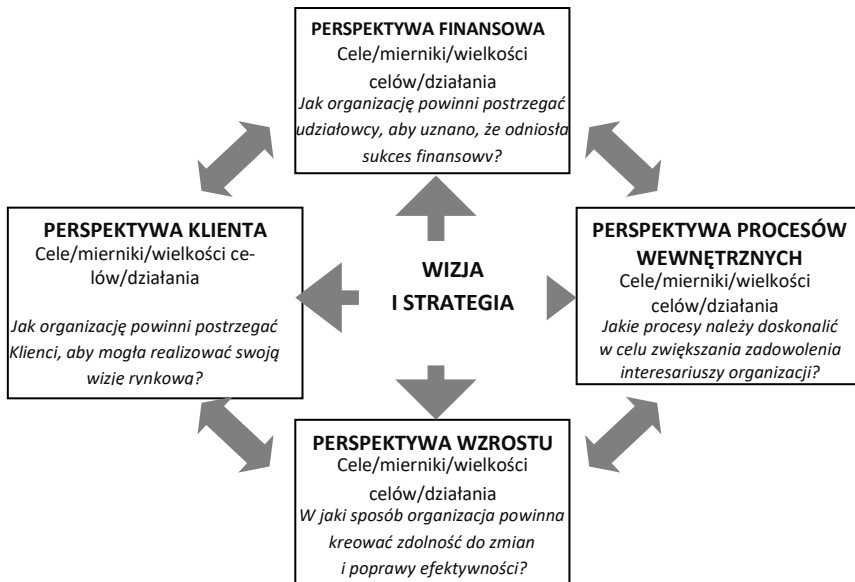 PERSPEKTYWA FINANSOWA
Cele/mierniki/wielkości
celów/działania
Jak organizację powinni postrzegać
udziałowcy, aby uznano, że odniosła
sukces finansowy?
PERSPEKTYWA KLIENTA
Cele/mierniki/wielkości ce-
lów/działania
Jak organizację powinni postrzegać
Klienci, aby mogła realizować swoją
wizję rynkową?
WIZJA
I STRATEGIA
PERSPEKTYWA PROCESÓW
WEWNĘTRZNYCH
Cele/mierniki/wielkości
celów/działania
Jakie procesy należy doskonalić
w celu zwiększania zadowolenia
interesariuszy organizacji?
PERSPEKTYWA WZROSTU
Cele/mierniki/wielkości
celów/działania
W jaki sposób organizacja powinna
kreować zdolność do zmian
i poprawy efektywności?